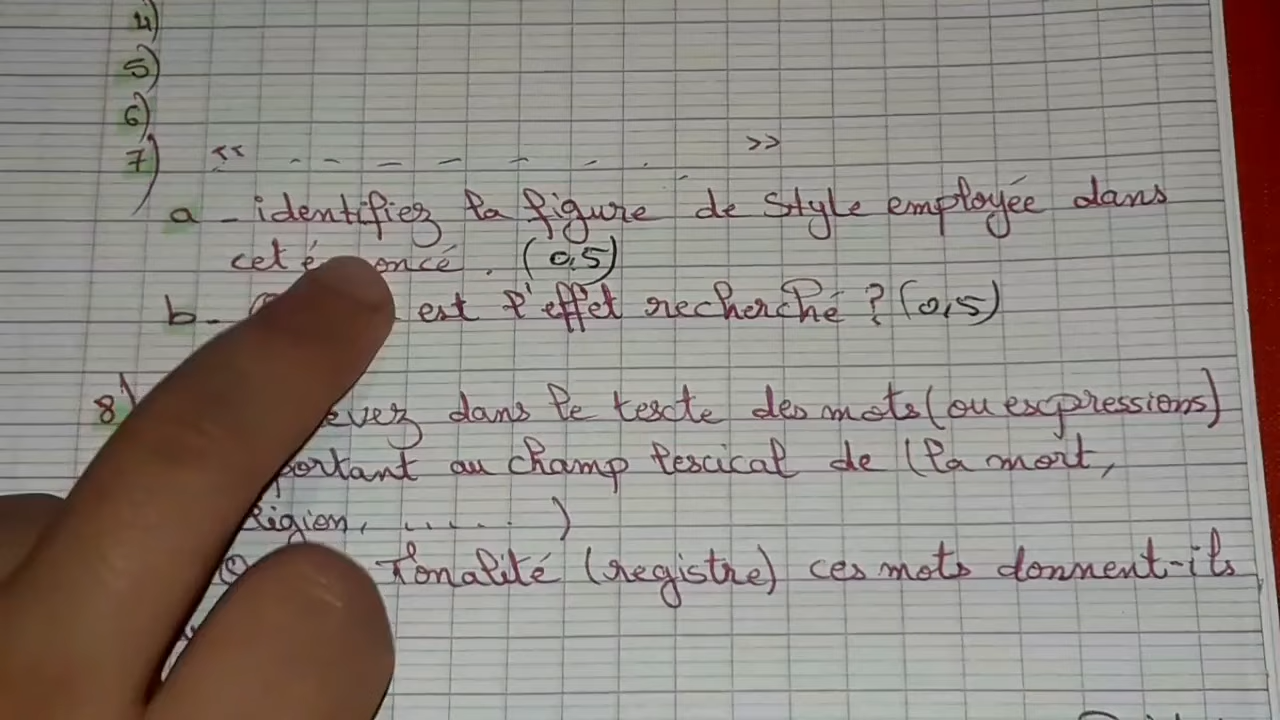 4)
5)
6)
7) << _ _ _ _ _ _ . >>
a - identifiez la figure de style employée dans
cet énoncé. (0,5)
b - est l'effet recherché ? (0,5)
8) dans le texte des mots (ou expressions)
au champ lexical de (la mort,
......)
tonalité (registre) ces mots donnent-ils